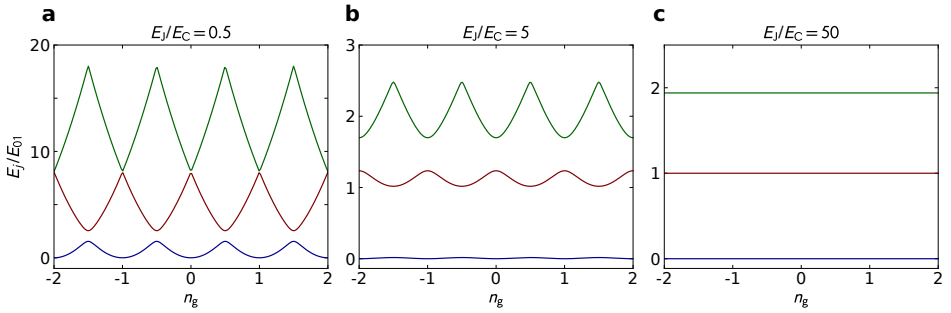 a
E_J/E_C = 0.5
E_j/E_01
20
10
0
-2 -1 0 1 2
n_g
b
E_J/E_C = 5
3
2
1
0
-2 -1 0 1 2
n_g
c
E_J/E_C = 50
2
1
0
-2 -1 0 1 2
n_g